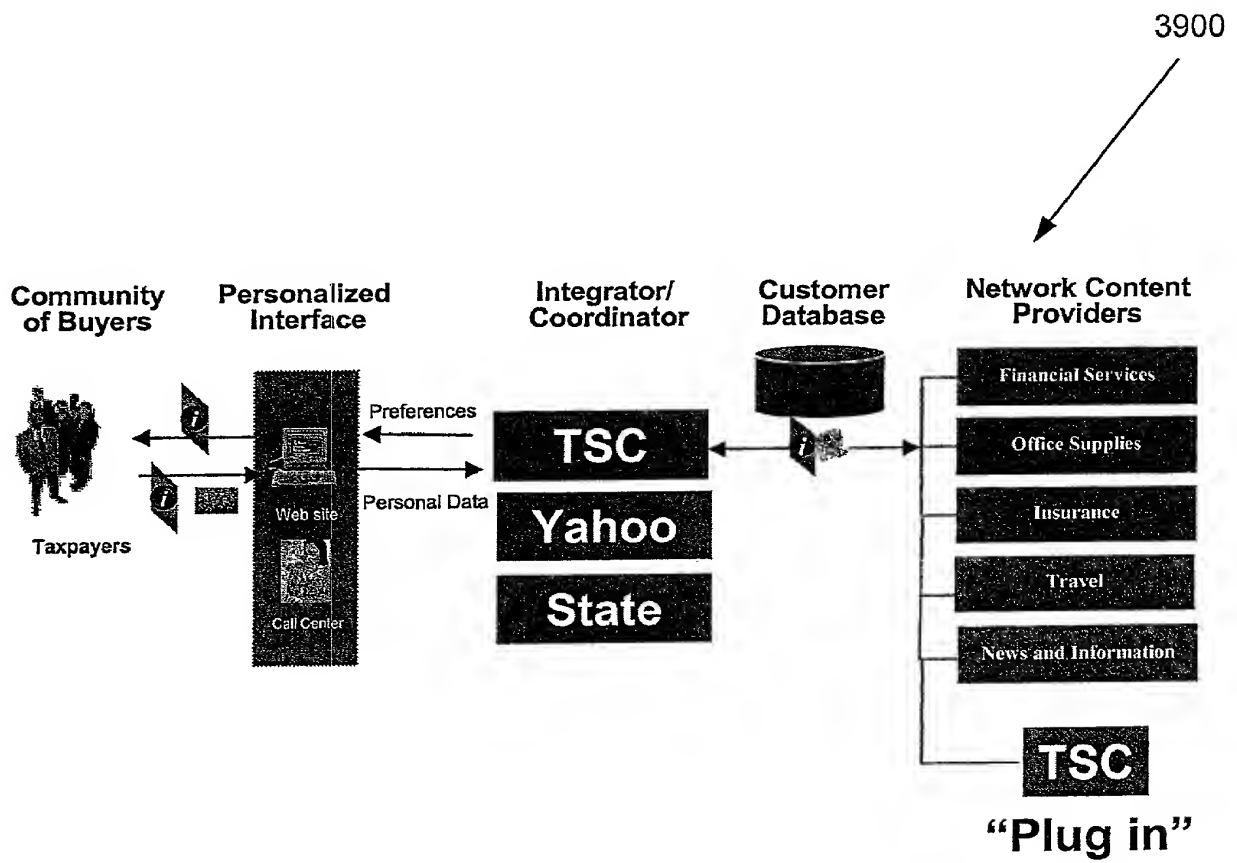 3900
Community
of Buyers
Personalized
Interface
Integrator/
Coordinator
Customer
Database
Network Content
Providers
i
i
Taxpayers
Web site
Call Center
Preferences
Personal Data
TSC
Yahoo
State
i
Financial Services
Office Supplies
Insurance
Travel
News and Information
TSC
“Plug in”